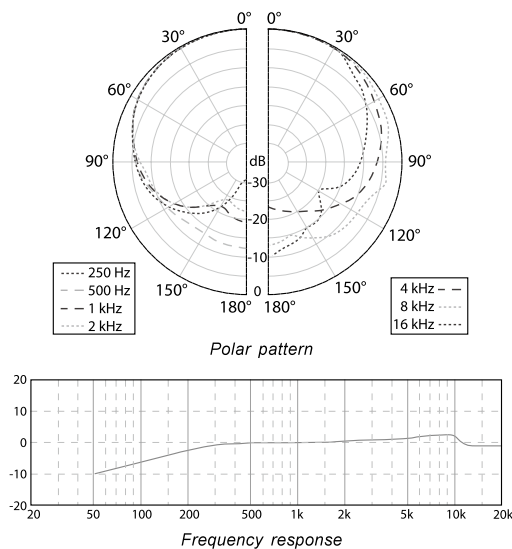 0° 0°
30° 30°
60° 60°
90° dB 90°
-30
-20
120° 120°
-10
150° 150°
0
180° 180°
250 Hz
500 Hz
1 kHz
2 kHz
4 kHz
8 kHz
16 kHz
Polar pattern
20
10
0
-10
-20
20 50 100 200 500 1k 2k 5k 10k 20k
Frequency response